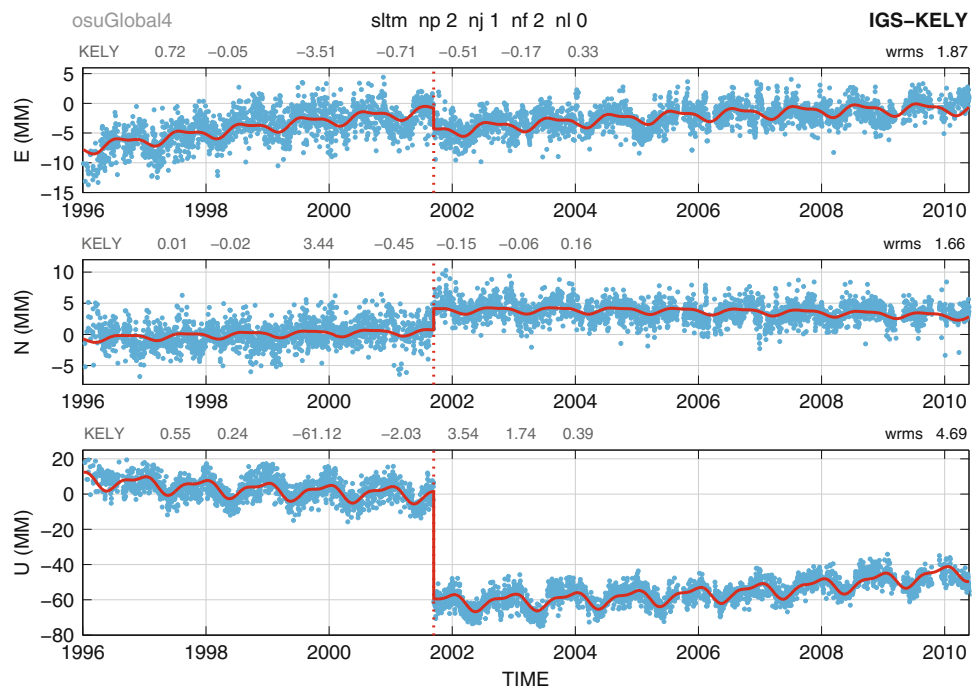 osuGlobal4 sltm np 2 nj 1 nf 2 nl 0 IGS−KELY
KELY 0.72 −0.05 −3.51 −0.71 −0.51 −0.17 0.33 wrms 1.87
E (MM)
5
0
−5
−10
−15
1996 1998 2000 2002 2004 2006 2008 2010
KELY 0.01 −0.02 3.44 −0.45 −0.15 −0.06 0.16 wrms 1.66
N (MM)
10
5
0
−5
1996 1998 2000 2002 2004 2006 2008 2010
KELY 0.55 0.24 −61.12 −2.03 3.54 1.74 0.39 wrms 4.69
U (MM)
20
0
−20
−40
−60
−80
1996 1998 2000 2002 2004 2006 2008 2010
TIME